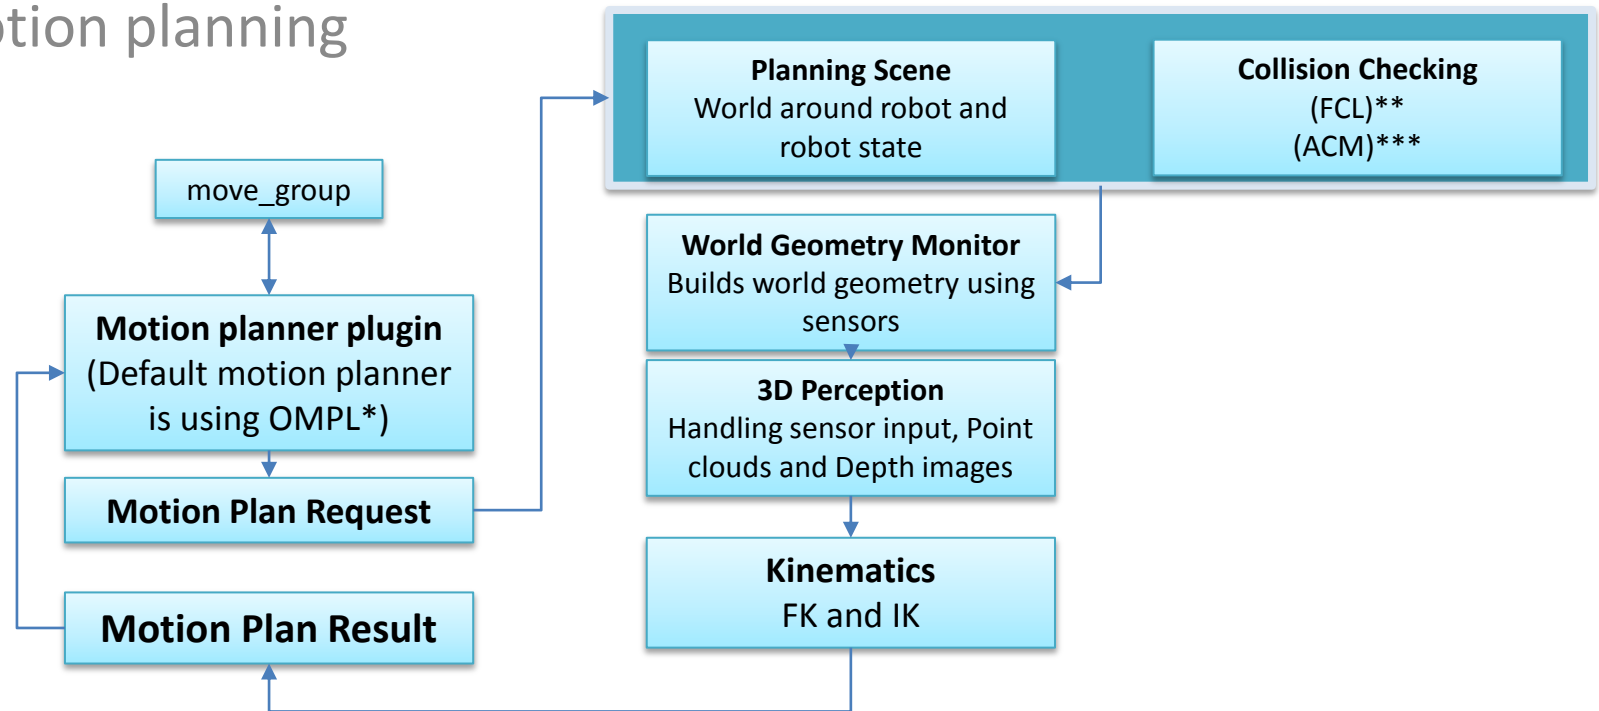 otion planning
Planning Scene
World around robot and
robot state
Collision Checking
(FCL)**
(ACM)***
move_group
World Geometry Monitor
Builds world geometry using
sensors
Motion planner plugin
(Default motion planner
is using OMPL*)
3D Perception
Handling sensor input, Point
clouds and Depth images
Motion Plan Request
Kinematics
FK and IK
Motion Plan Result